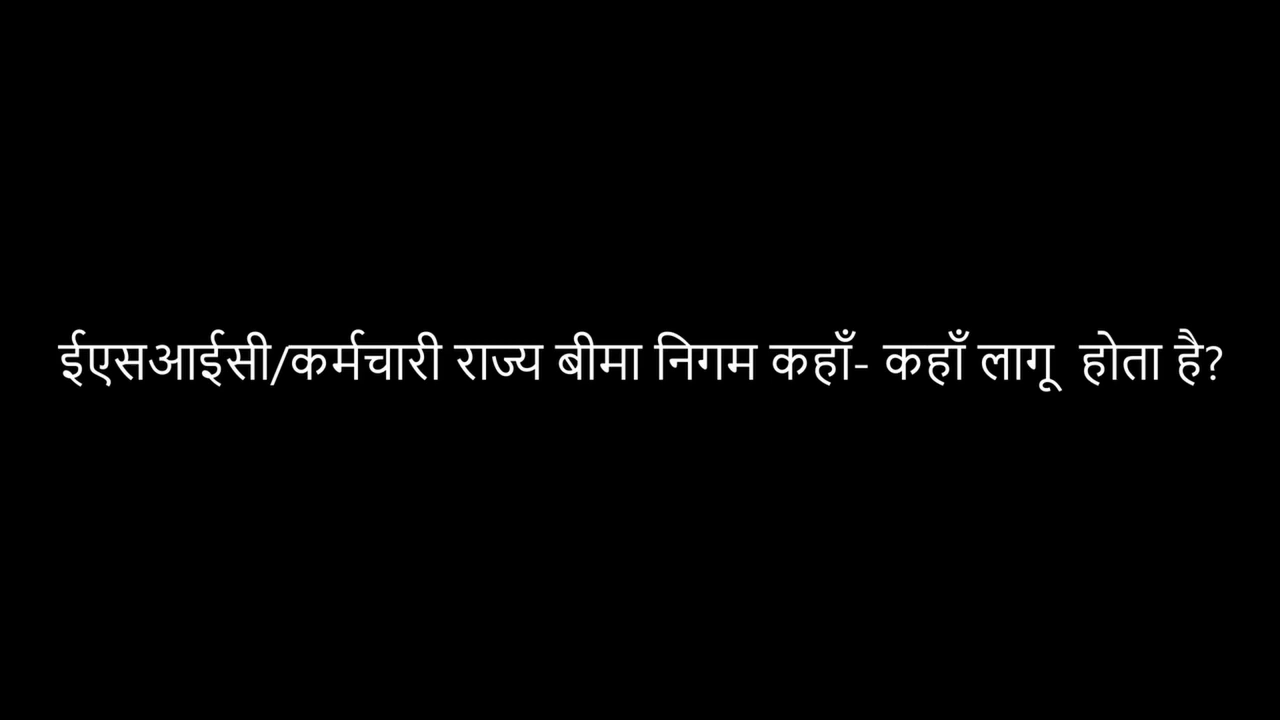 ईएसआईसी/कर्मचारी राज्य बीमा निगम कहाँ- कहाँ लागू  होता है?